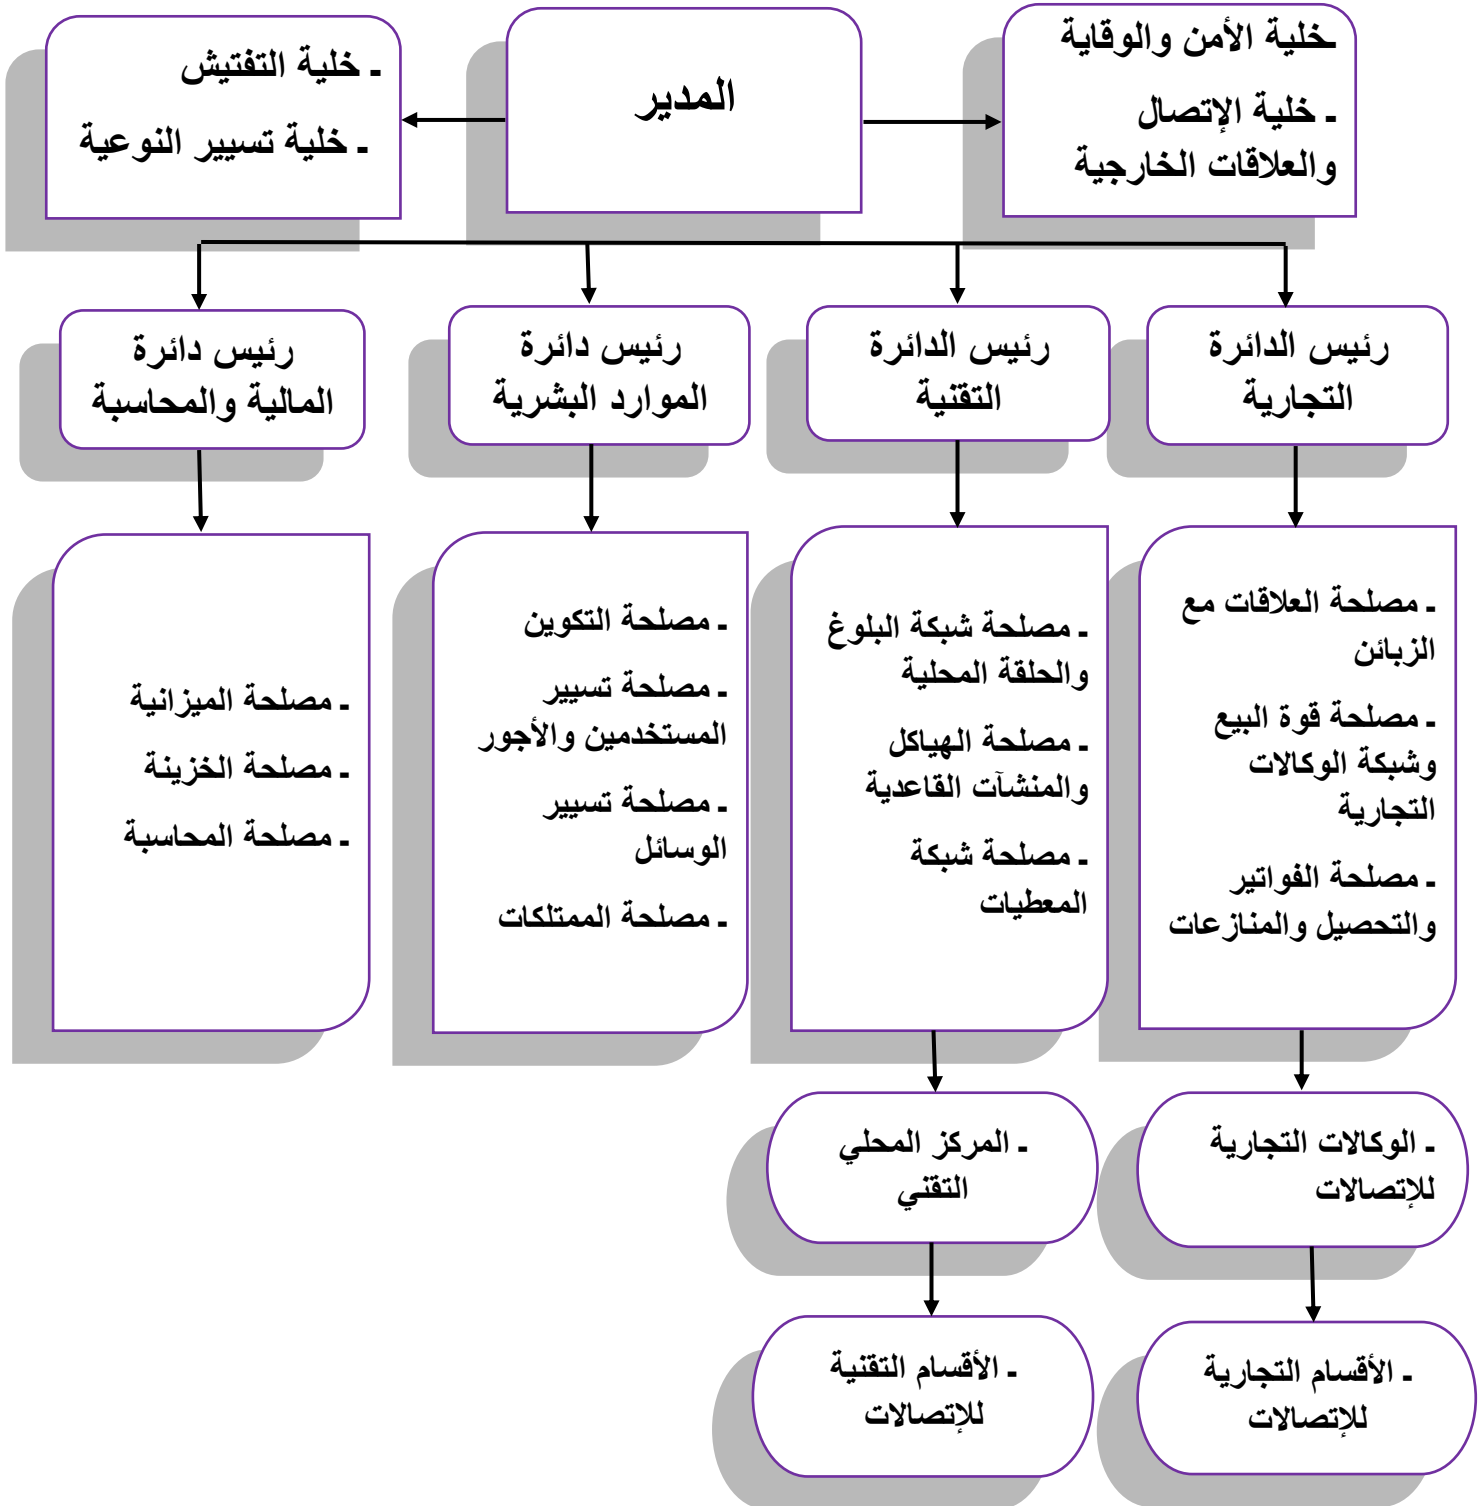 ـخلية الأمن والوقاية
ـ خلية الإتصال
والعلاقات الخارجية
المدير
ـ خلية التفتيش
ـ خلية تسيير النوعية
رئيس الدائرة
التجارية
رئيس الدائرة
التقنية
رئيس دائرة
الموارد البشرية
رئيس دائرة
المالية والمحاسبة
ـ مصلحة العلاقات مع
الزبائن
ـ مصلحة قوة البيع
وشبكة الوكالات
التجارية
ـ مصلحة الفواتير
والتحصيل والمنازعات
ـ مصلحة شبكة البلوغ
والحلقة المحلية
ـ مصلحة الهياكل
والمنشآت القاعدية
ـ مصلحة شبكة
المعطيات
ـ مصلحة التكوين
ـ مصلحة تسيير
المستخدمين والأجور
ـ مصلحة تسيير
الوسائل
ـ مصلحة الممتلكات
ـ مصلحة الميزانية
ـ مصلحة الخزينة
ـ مصلحة المحاسبة
ـ الوكالات التجارية
للإتصالات
ـ المركز المحلي
التقني
ـ الأقسام التجارية
للإتصالات
ـ الأقسام التقنية
للإتصالات